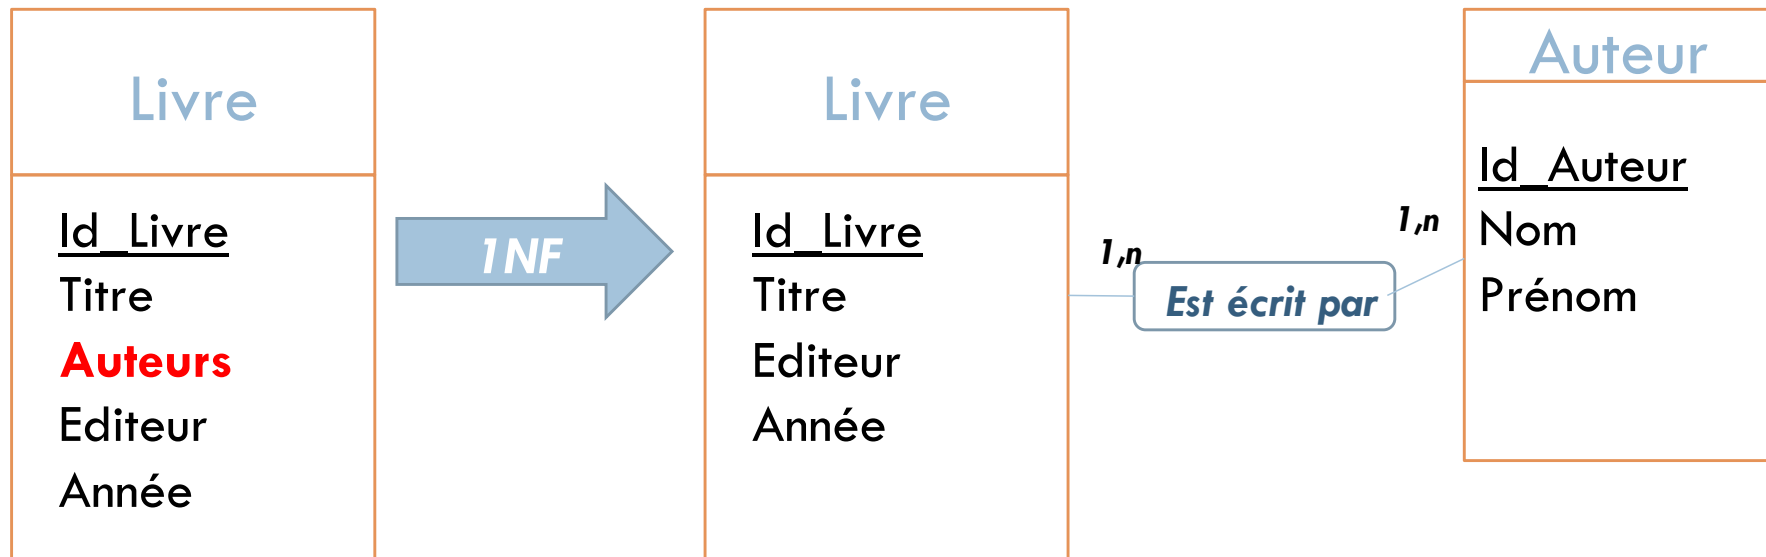 Livre
Id_Livre
Titre
Auteurs
Editeur
Année
1NF
Livre
Id_Livre
Titre
Editeur
Année
1,n
Est écrit par
1,n
Auteur
Id_Auteur
Nom
Prénom